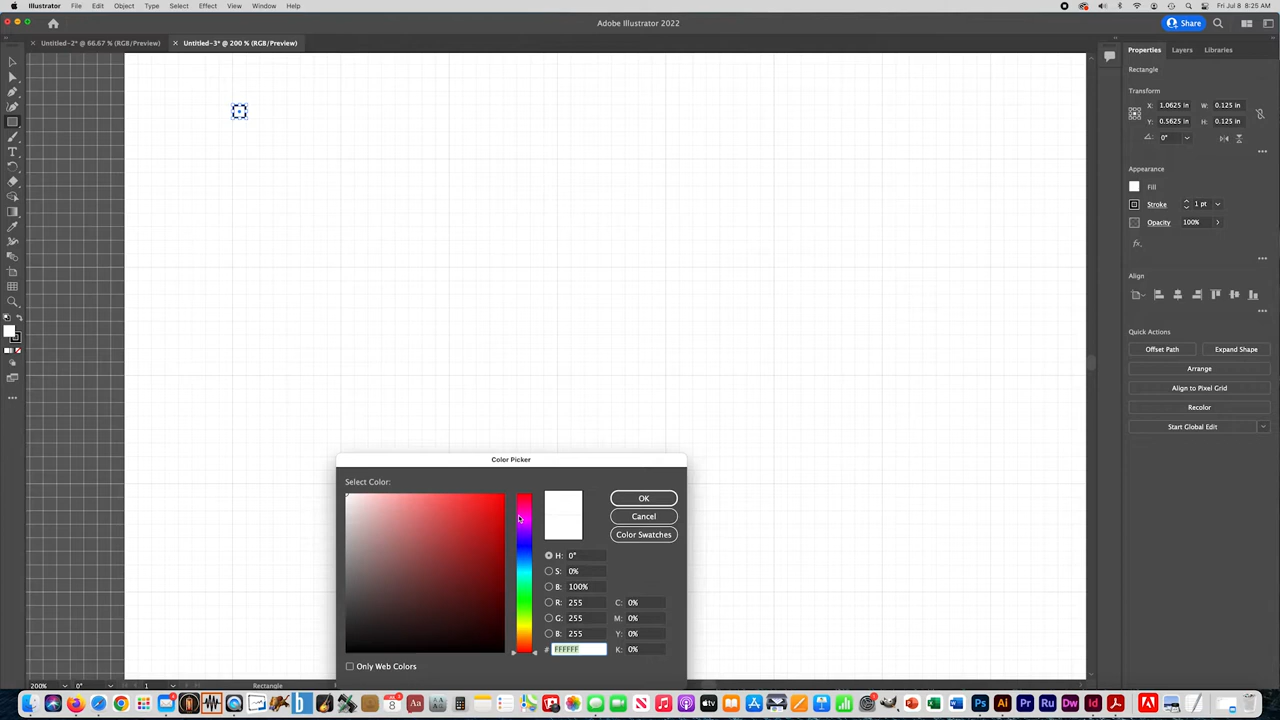 Illustrator File Edit Object Type Select Effect View Window Help Fri Jul 8 8:25 AM
Adobe Illustrator 2022
Share
Untitled-2* @ 66.67 % (RGB/Preview) Untitled-3* @ 200 % (RGB/Preview)
Properties Layers Libraries
Rectangle
Transform
X: 1.0625 in W: 0.125 in
Y: 0.5625 in H: 0.125 in
0°
Appearance
Fill
Stroke 1 pt
Opacity 100%
fx.
Align
Quick Actions
Offset Path Expand Shape
Arrange
Align to Pixel Grid
Recolor
Start Global Edit
Color Picker
Select Color:
OK
Cancel
Color Swatches
H: 0°
S: 0%
B: 100%
R: 255 C: 0%
G: 255 M: 0%
B: 255 Y: 0%
# FFFFFF K: 0%
Only Web Colors
200% 0° 1 Rectangle